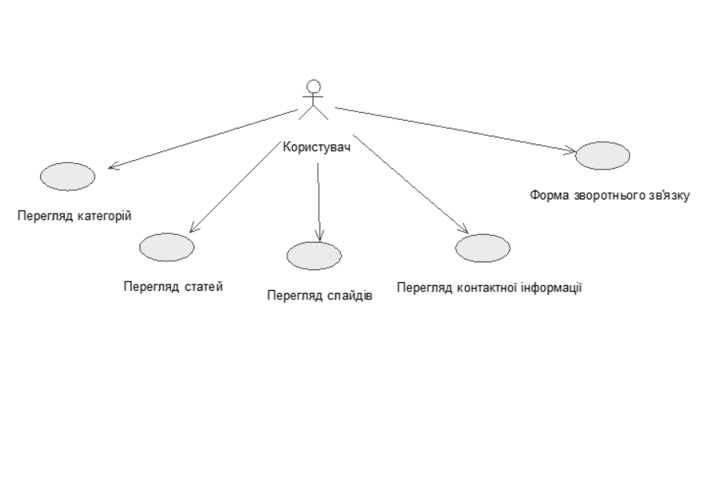 Користувач
Форма зворотнього зв'язку
Перегляд категорій
Перегляд статей
Перегляд слайдів
Перегляд контактної інформації